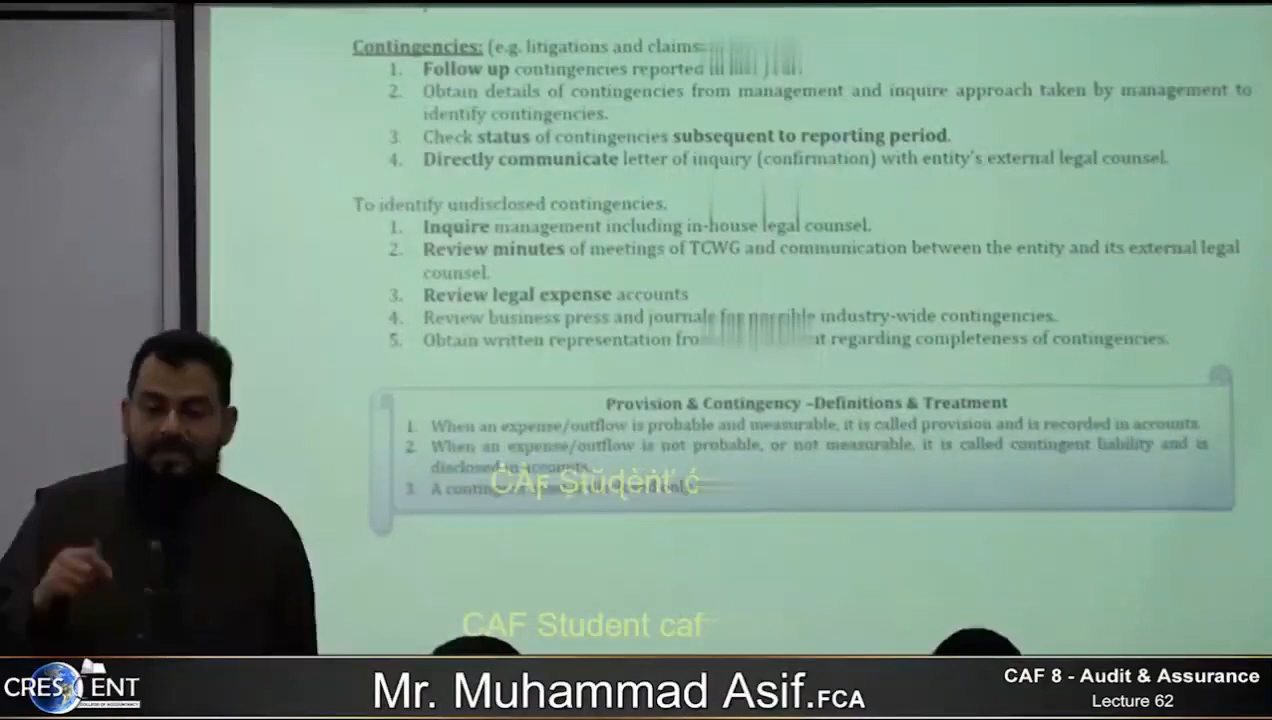 Contingencies: (e.g. litigations and claims
1. Follow up contingencies reported
2. Obtain details of contingencies from management and inquire approach taken by management to
identify contingencies.
3. Check status of contingencies subsequent to reporting period.
4. Directly communicate letter of inquiry (confirmation) with entity's external legal counsel.
To identify undisclosed contingencies.
1. Inquire management including in-house legal counsel.
2. Review minutes of meetings of TCWG and communication between the entity and its external legal
counsel.
3. Review legal expense accounts
4. Review business press and journals for possible industry-wide contingencies.
5. Obtain written representation regarding completeness of contingencies.
Provision & Contingency –Definitions & Treatment
1. When an expense/outflow is probable and measurable, it is called provision and is recorded in accounts.
2. When an expense/outflow is not probable, or not measurable, it is called contingent liability and is
disclosed in accounts.
3. A
CAF Student
CAF Student caf
CRESCENT
COLLEGE OF ACCOUNTANCY
Mr. Muhammad Asif.FCA
CAF 8 - Audit & Assurance
Lecture 62